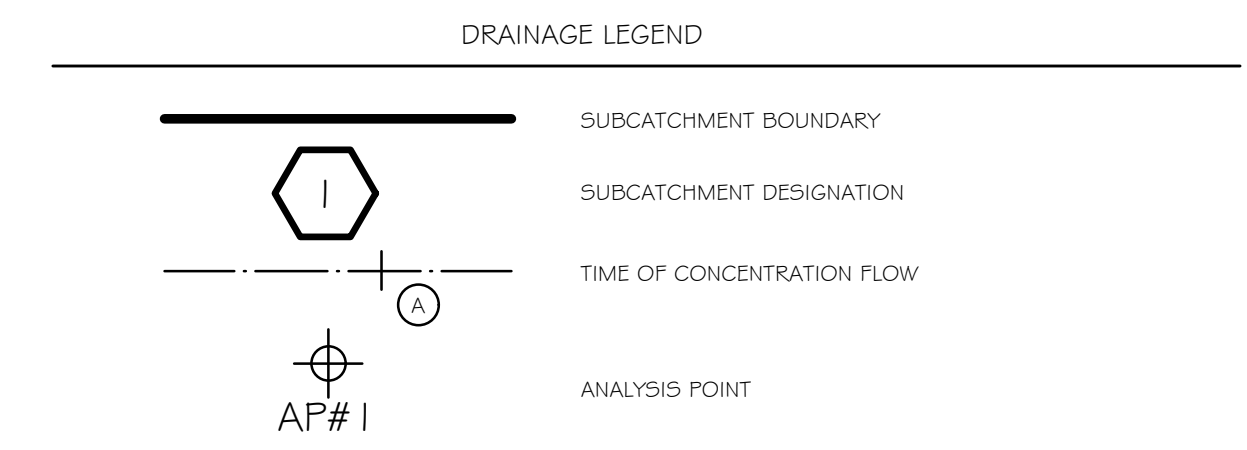 DRAINAGE LEGEND
SUBCATCHMENT BOUNDARY
1
SUBCATCHMENT DESIGNATION
TIME OF CONCENTRATION FLOW
A
ANALYSIS POINT
AP#1